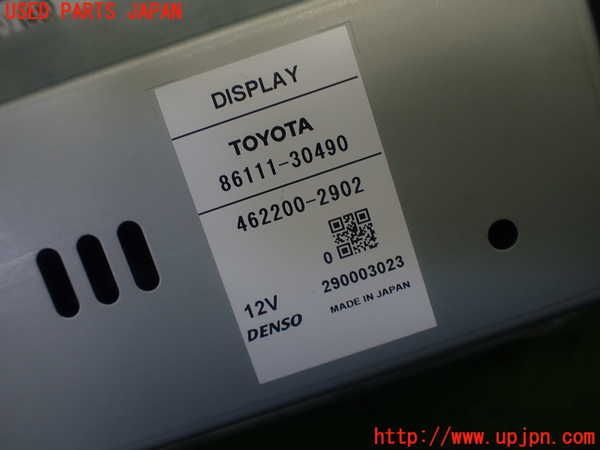 USED PARTS JAPAN
DISPLAY
TOYOTA
86111-30490
462200-2902
0
290003023
12V
MADE IN JAPAN
DENSO
http://www.upjpn.com/